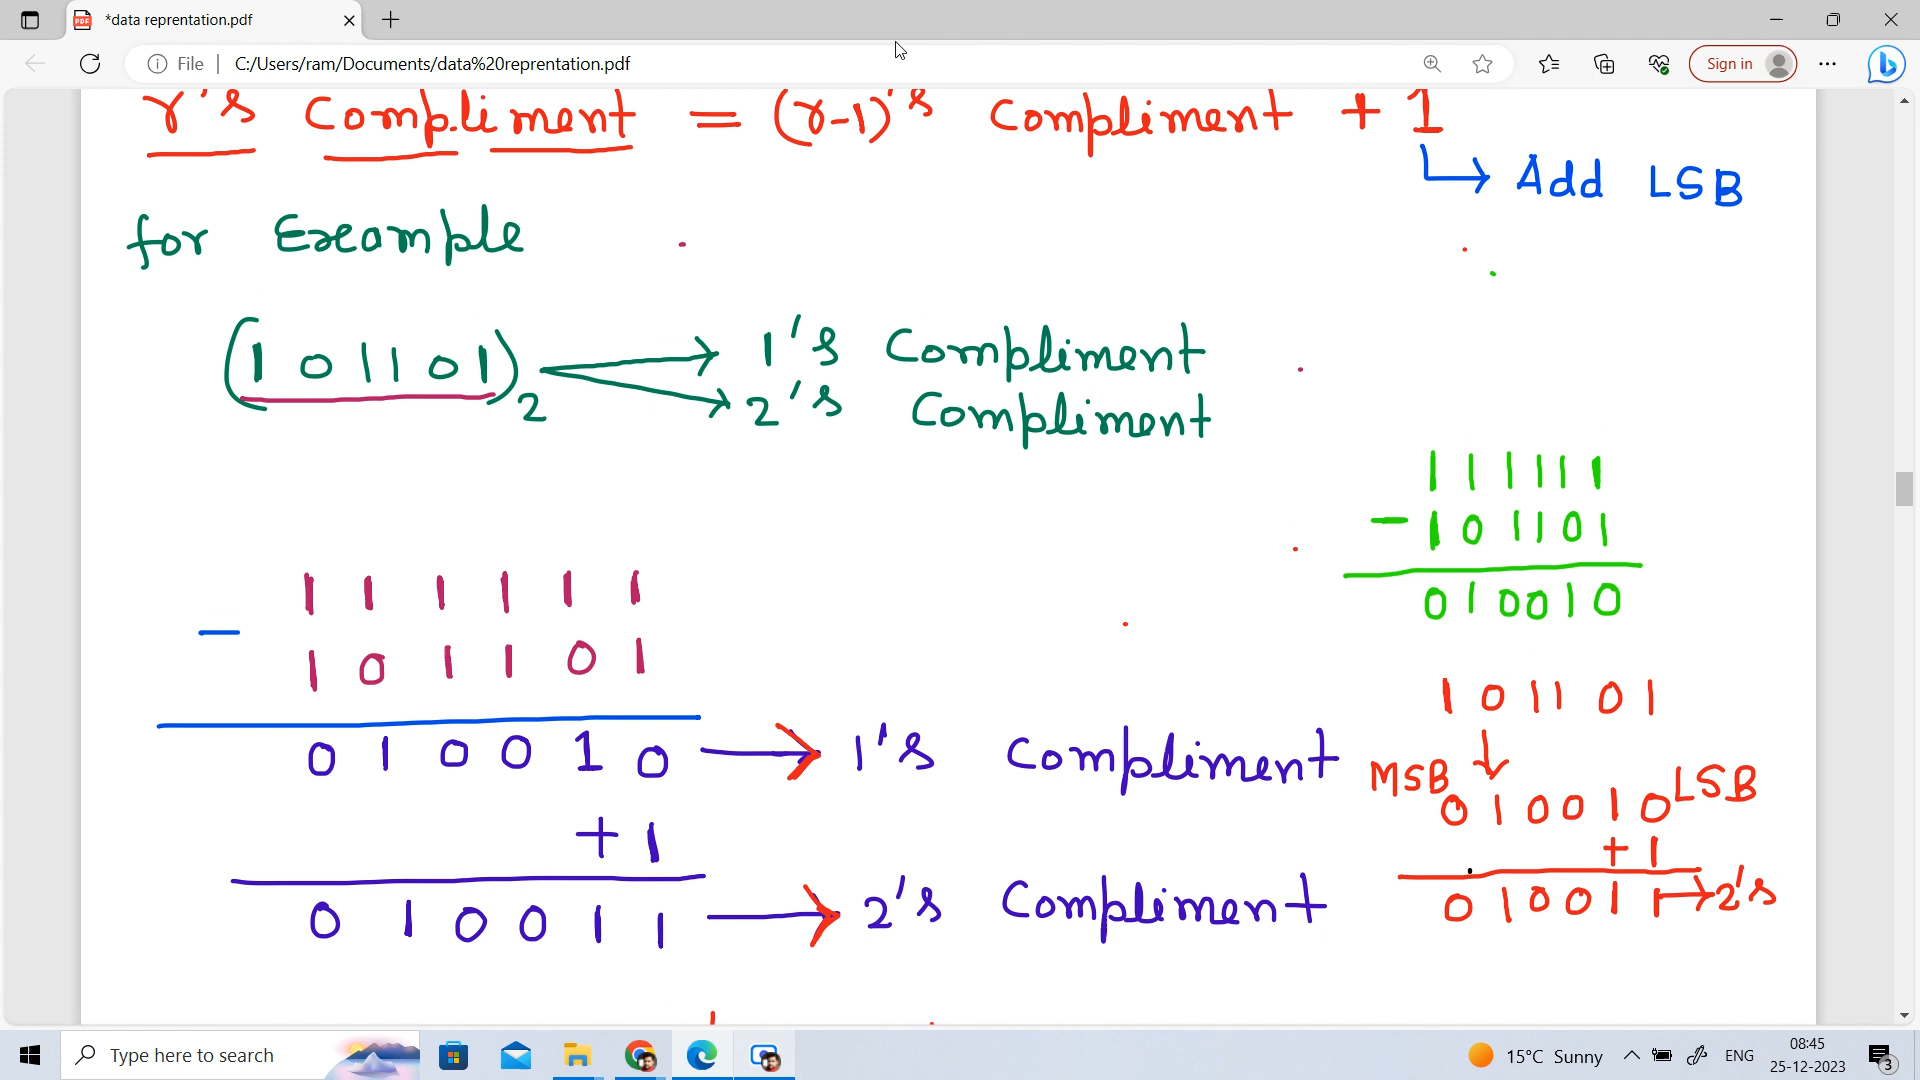 *data reprentation.pdf
File | C:/Users/ram/Documents/data%20reprentation.pdf
Sign in
r's Compliment = (r-1)'s Compliment + 1
Add LSB
for Example
(101101)2
1's Compliment
2's Compliment
111111
- 101101
010010
111111
- 101101
010010 → 1's Compliment
+1
010011 → 2's Compliment
101101
↓
MSB 010010 LSB
+1
010011 → 2's
Type here to search
15°C Sunny
ENG
08:45
25-12-2023
3